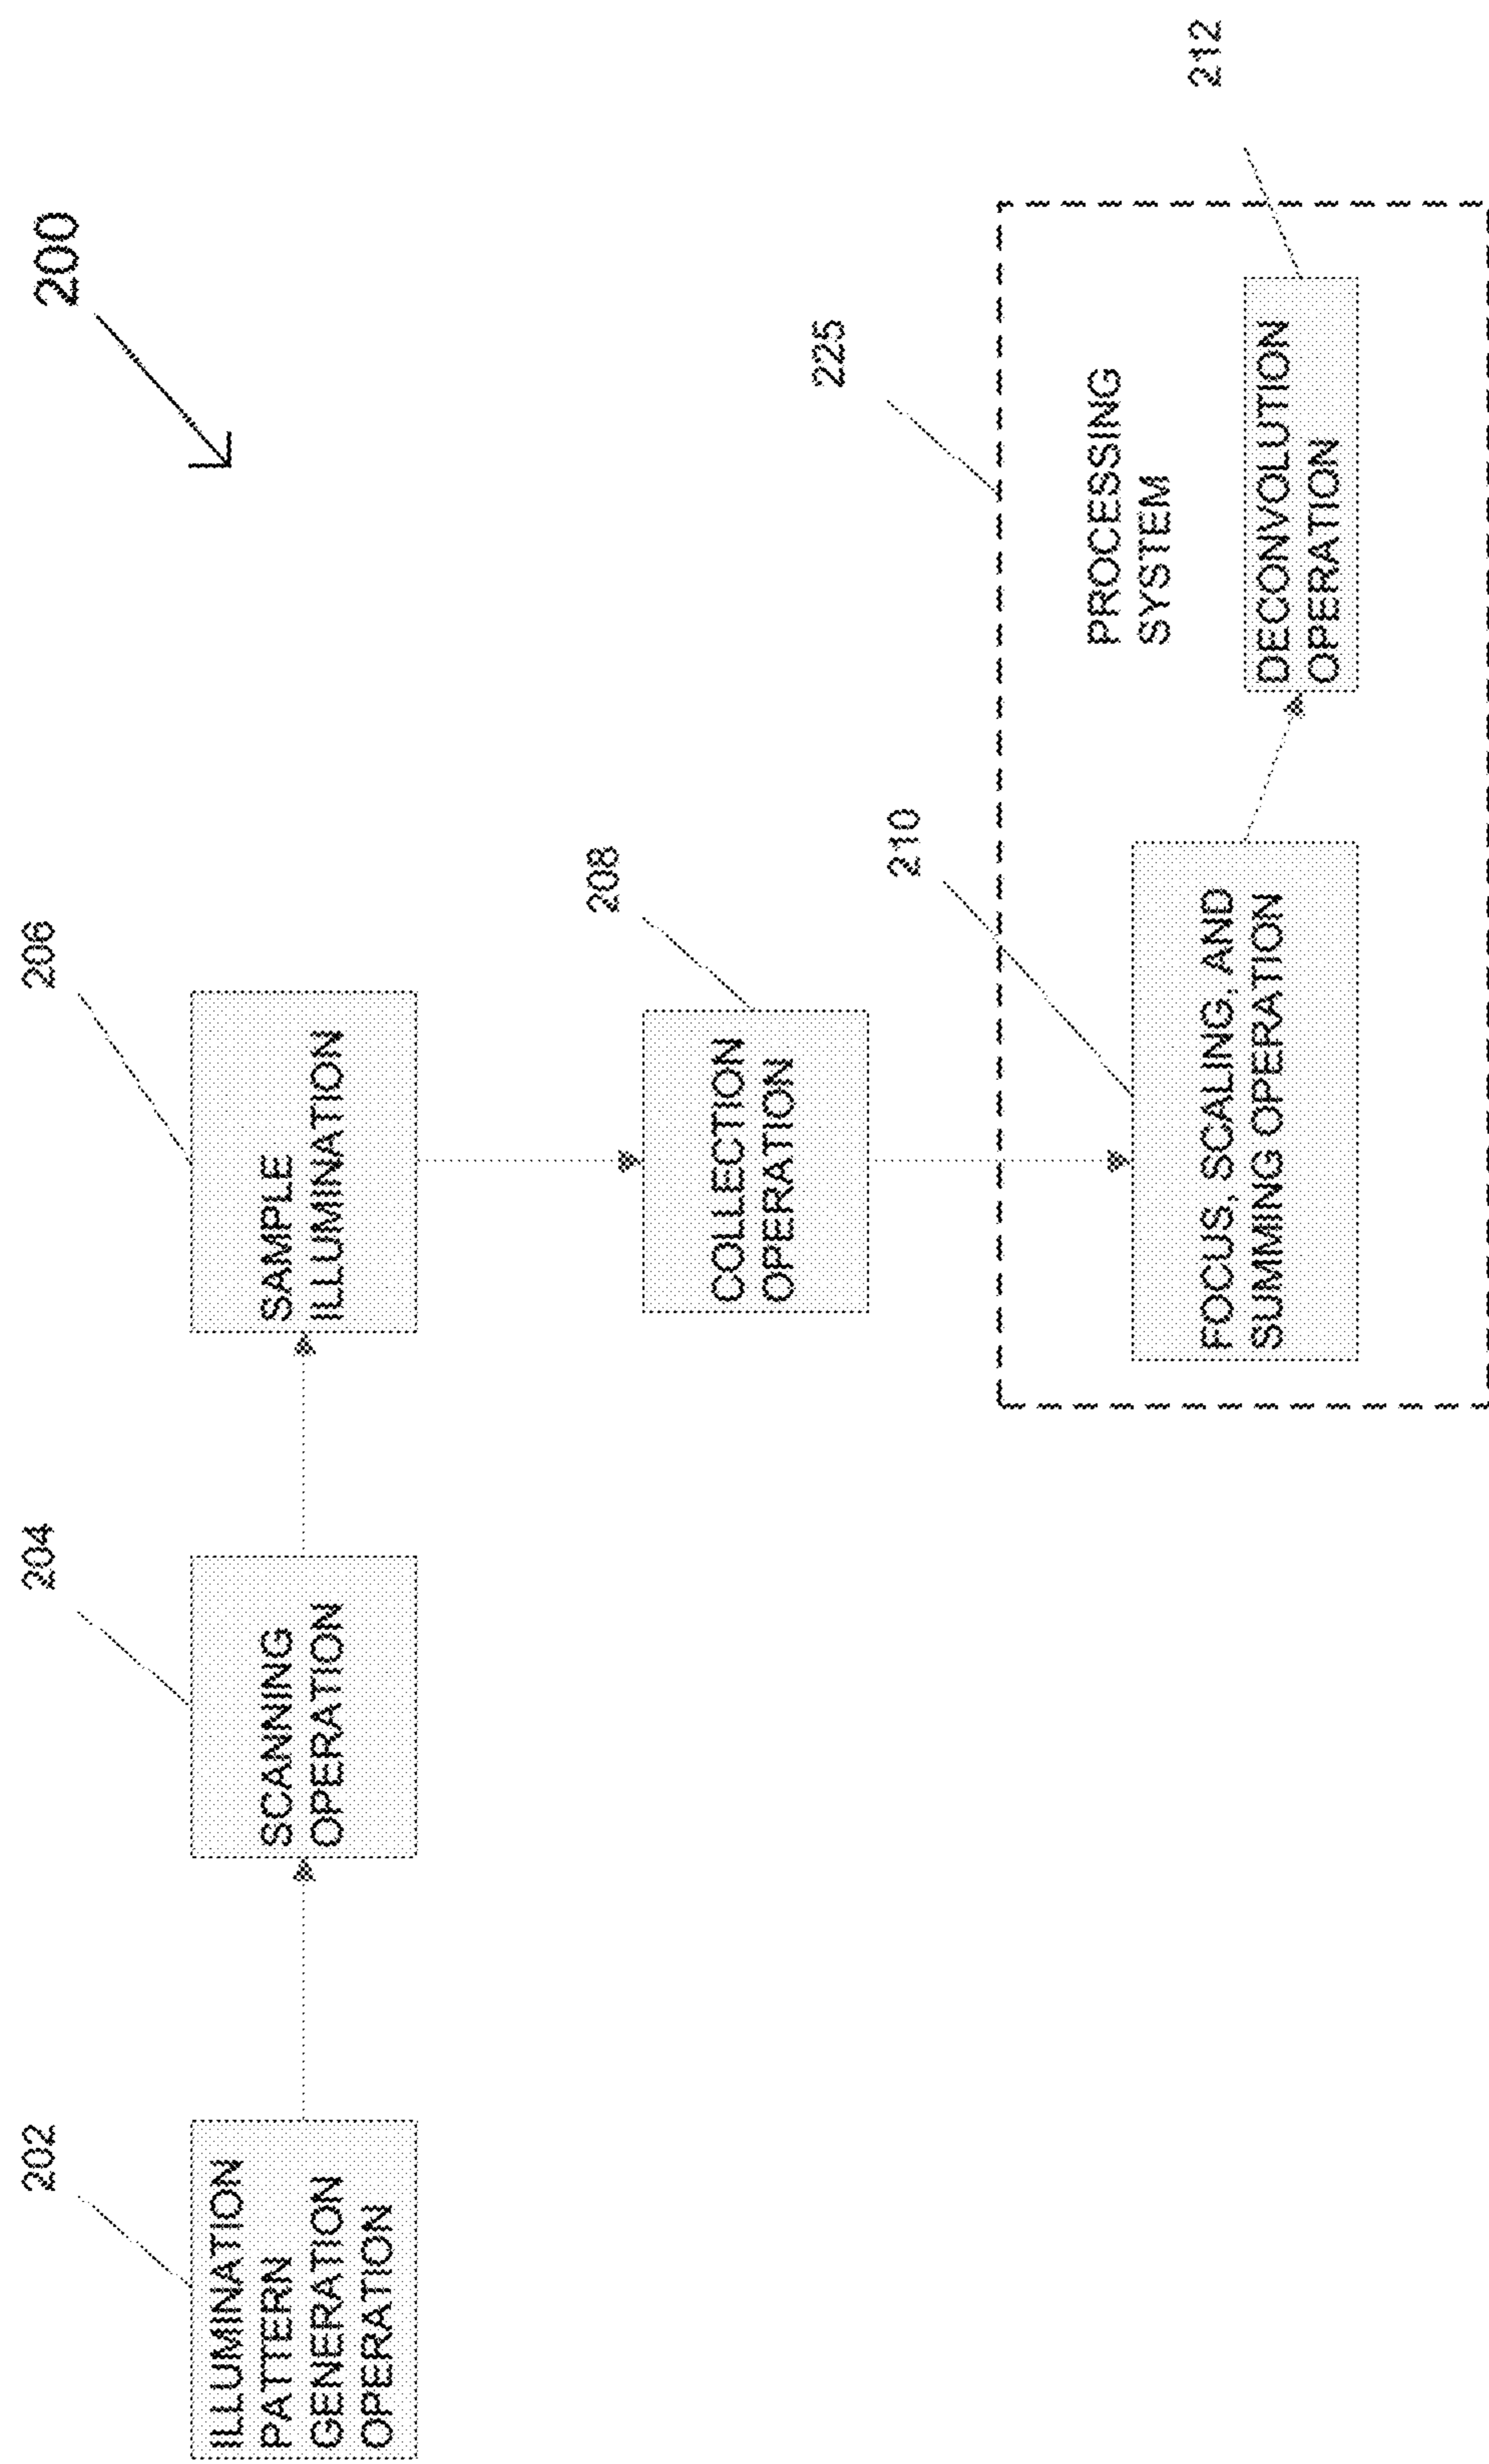 200
202
ILLUMINATION
PATTERN
GENERATION
OPERATION
204
SCANNING
OPERATION
206
SAMPLE
ILLUMINATION
208
COLLECTION
OPERATION
225
PROCESSING
SYSTEM
210
FOCUS, SCALING, AND
SUMMING OPERATION
212
DECONVOLUTION
OPERATION